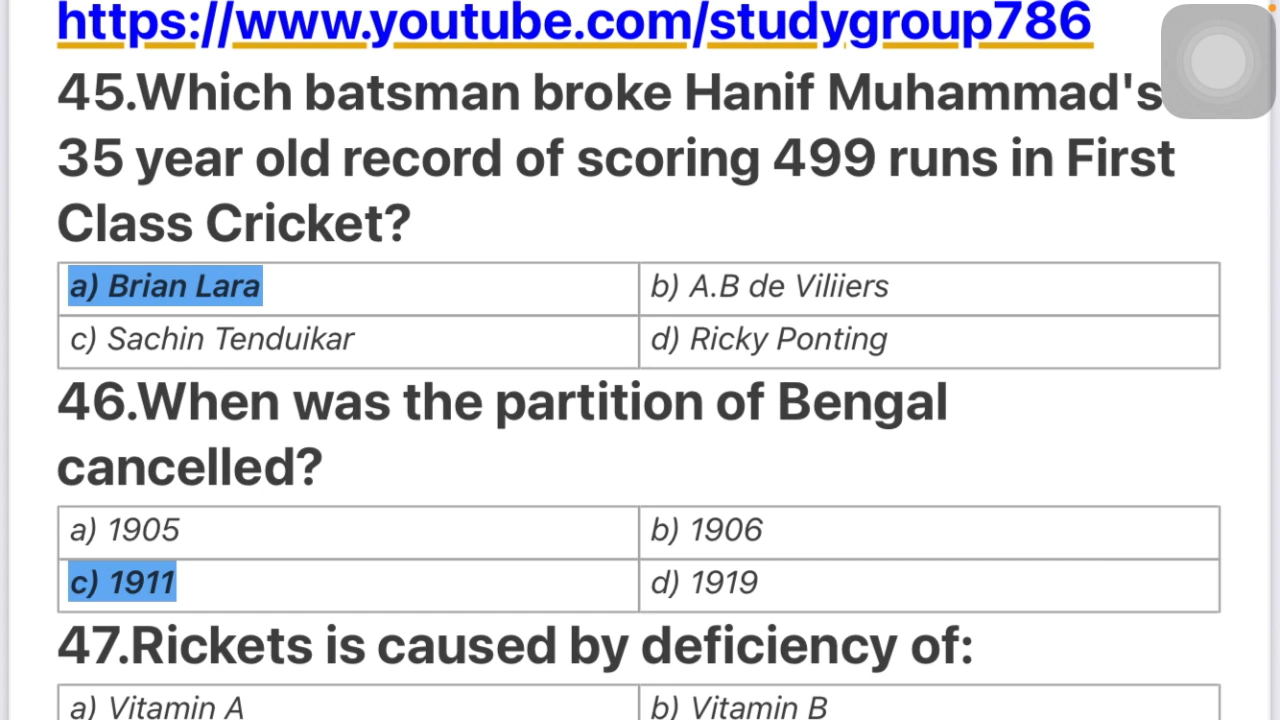 https://www.youtube.com/studygroup786
45.Which batsman broke Hanif Muhammad's
35 year old record of scoring 499 runs in First
Class Cricket?
a) Brian Lara
b) A.B de Viliiers
c) Sachin Tenduikar
d) Ricky Ponting
46.When was the partition of Bengal
cancelled?
a) 1905
b) 1906
c) 1911
d) 1919
47.Rickets is caused by deficiency of:
a) Vitamin A
b) Vitamin B